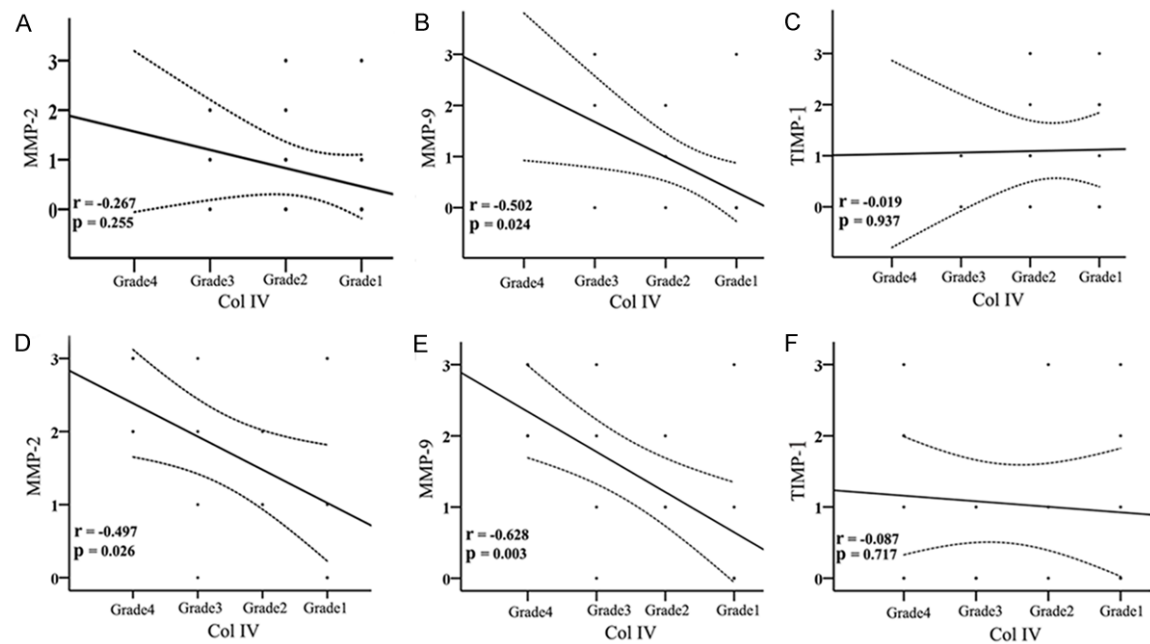 A
MMP-2
3
2
1
0
r = -0.267
p = 0.255
Grade4 Grade3 Grade2 Grade1
Col IV
B
MMP-9
3
2
1
0
r = -0.502
p = 0.024
Grade4 Grade3 Grade2 Grade1
Col IV
C
TIMP-1
3
2
1
0
r = -0.019
p = 0.937
Grade4 Grade3 Grade2 Grade1
Col IV
D
MMP-2
3
2
1
0
r = -0.497
p = 0.026
Grade4 Grade3 Grade2 Grade1
Col IV
E
MMP-9
3
2
1
0
r = -0.628
p = 0.003
Grade4 Grade3 Grade2 Grade1
Col IV
F
TIMP-1
3
2
1
0
r = -0.087
p = 0.717
Grade4 Grade3 Grade2 Grade1
Col IV